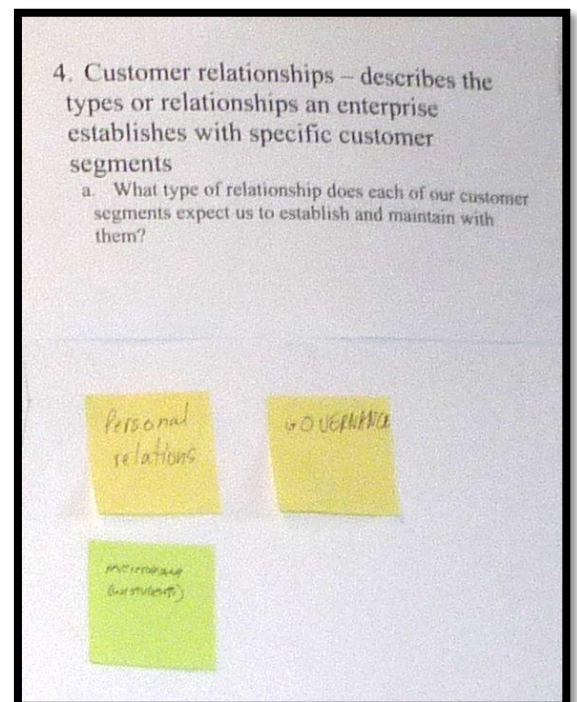 4. Customer relationships – describes the
types or relationships an enterprise
establishes with specific customer
segments
a. What type of relationship does each of our customer
segments expect us to establish and maintain with
them?
Personal
relations
GOVERNANCE